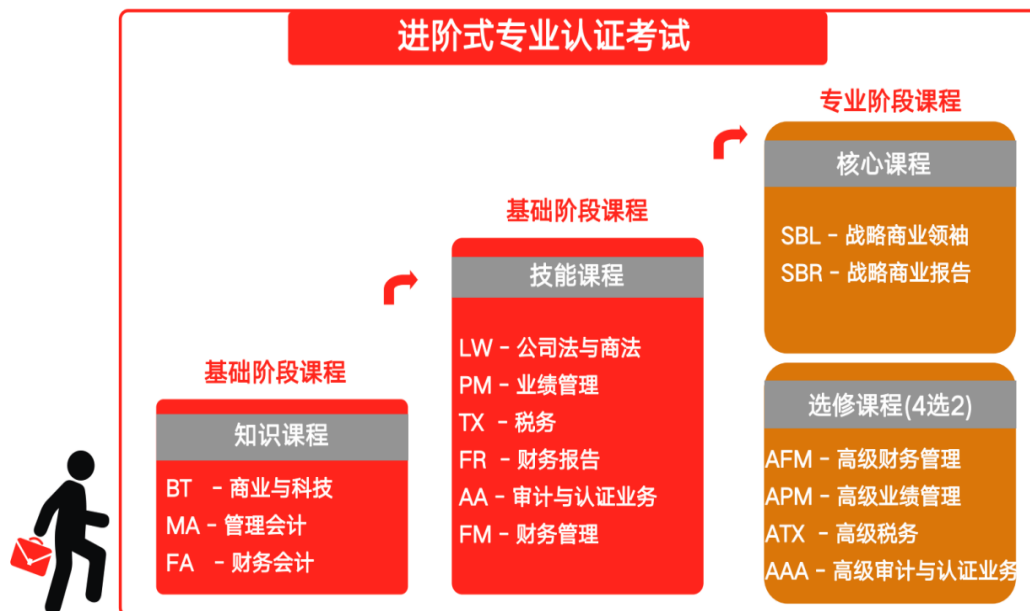 进阶式专业认证考试
基础阶段课程
知识课程
BT - 商业与科技
MA - 管理会计
FA - 财务会计
基础阶段课程
技能课程
LW - 公司法与商法
PM - 业绩管理
TX - 税务
FR - 财务报告
AA - 审计与认证业务
FM - 财务管理
专业阶段课程
核心课程
SBL - 战略商业领袖
SBR - 战略商业报告
选修课程(4选2)
AFM - 高级财务管理
APM - 高级业绩管理
ATX - 高级税务
AAA - 高级审计与认证业务